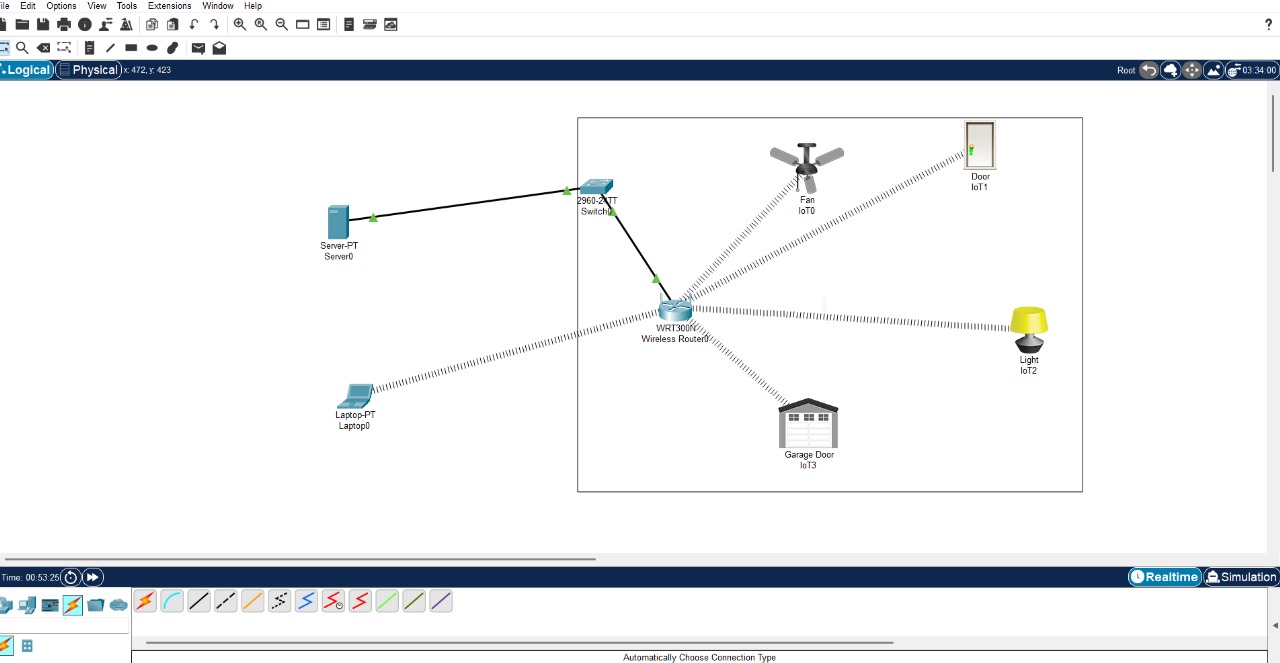 ile Edit Options View Tools Extensions Window Help
?
Logical Physical x: 472, y: 423 Root 03:34:00
Fan
IoT0
Door
IoT1
2960-24TT
Switch0
Server-PT
Server0
WRT300N
Wireless Router0
Light
IoT2
Laptop-PT
Laptop0
Garage Door
IoT3
Time: 00:53:25 Realtime Simulation
Automatically Choose Connection Type